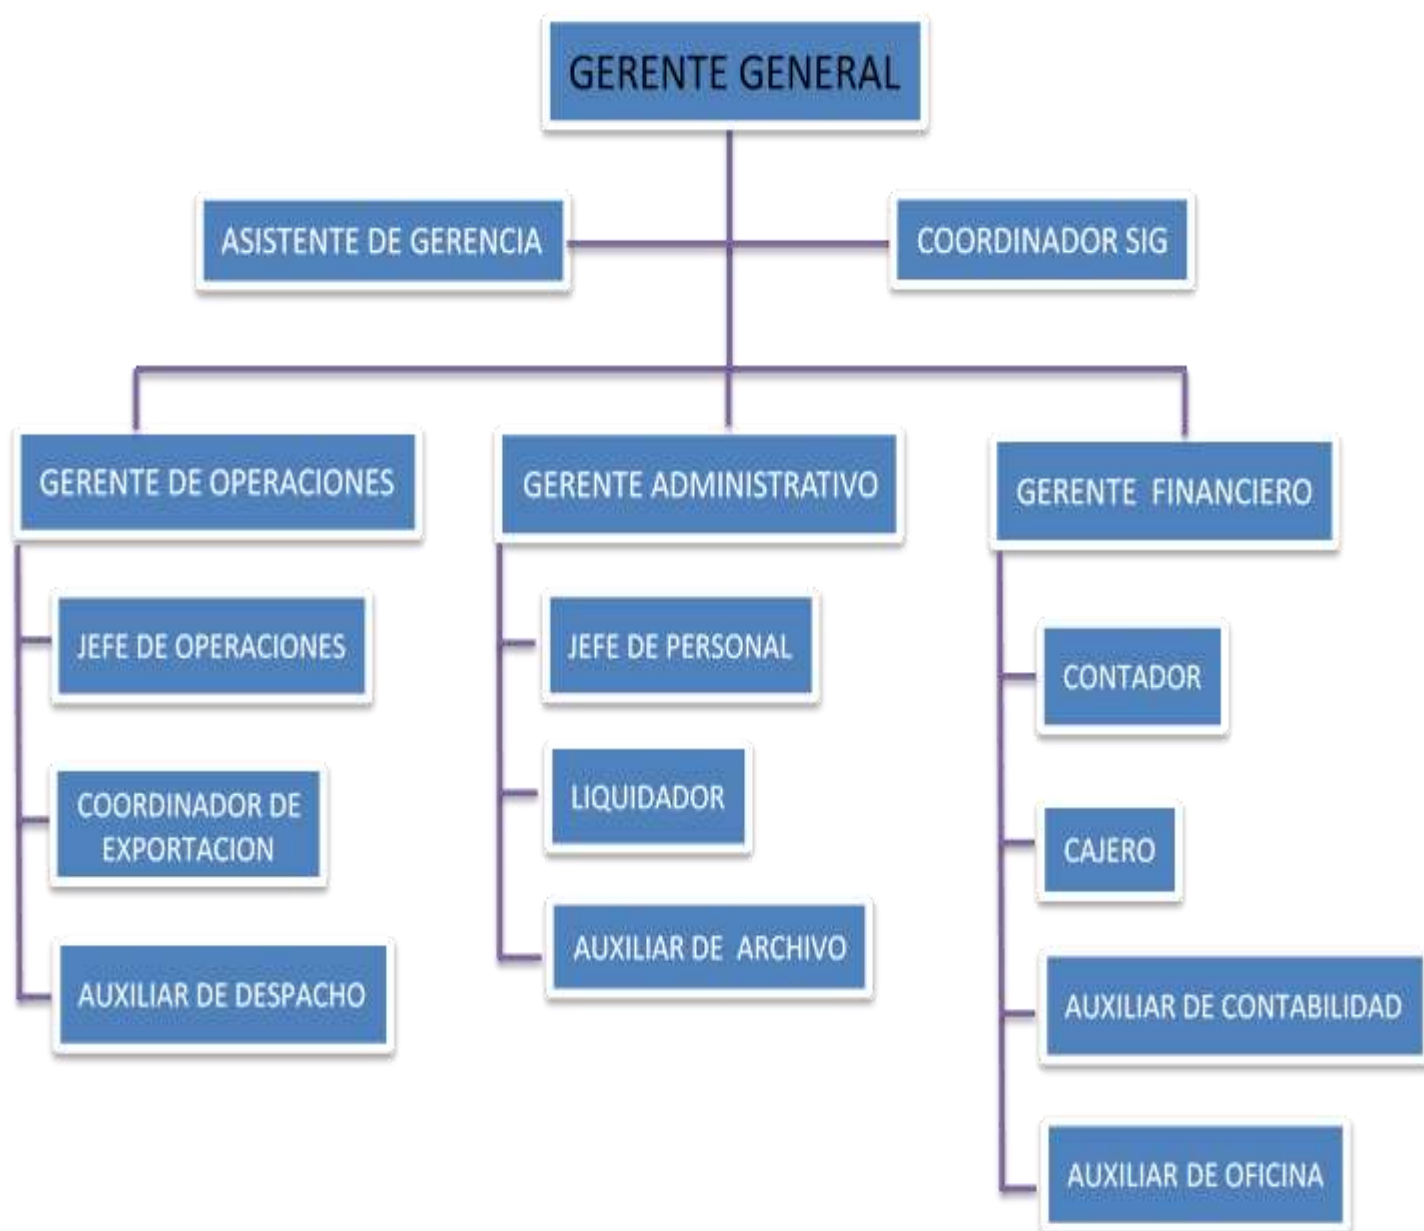 GERENTE GENERAL
ASISTENTE DE GERENCIA
COORDINADOR SIG
GERENTE DE OPERACIONES
GERENTE ADMINISTRATIVO
GERENTE FINANCIERO
JEFE DE OPERACIONES
COORDINADOR DE
EXPORTACION
AUXILIAR DE DESPACHO
JEFE DE PERSONAL
LIQUIDADOR
AUXILIAR DE ARCHIVO
CONTADOR
CAJERO
AUXILIAR DE CONTABILIDAD
AUXILIAR DE OFICINA